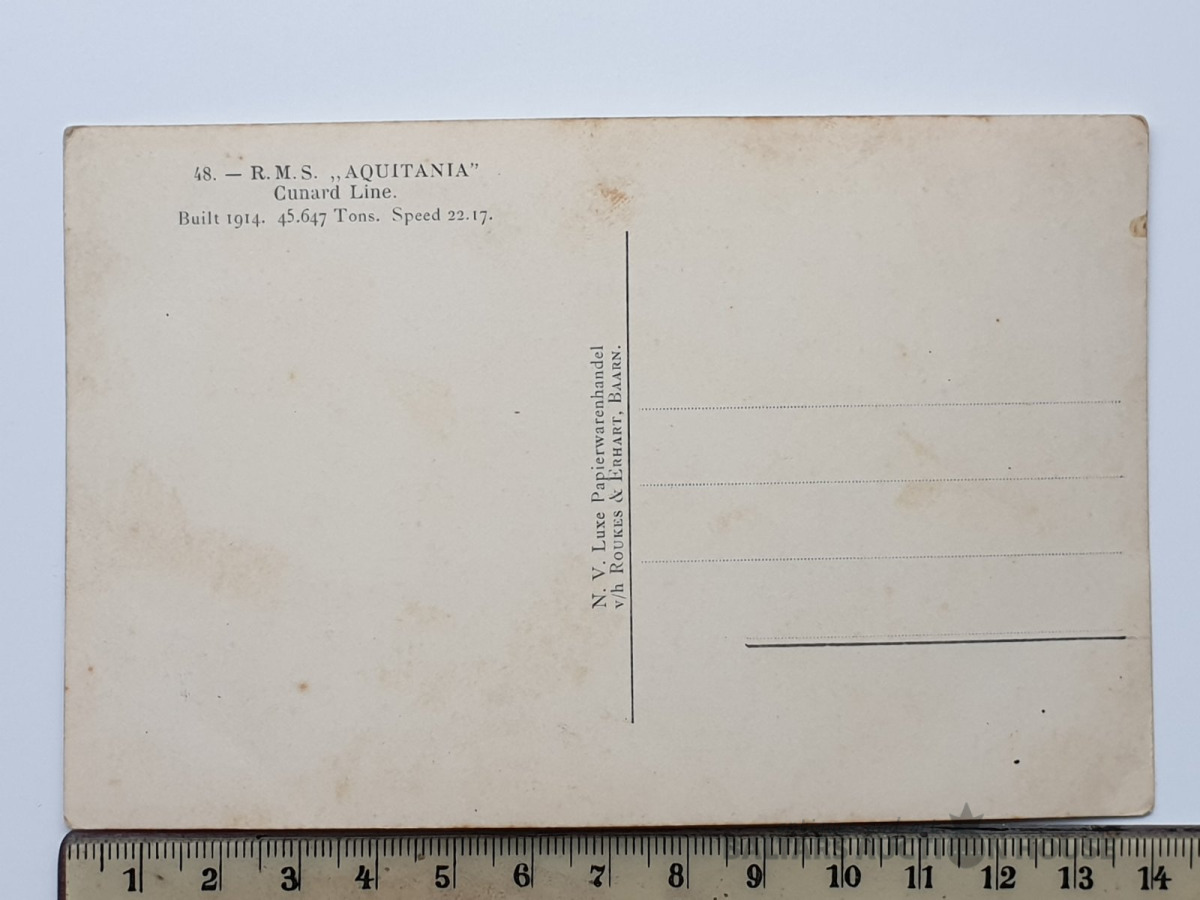 48. — R. M. S. „AQUITANIA”
Cunard Line.
Built 1914. 45.647 Tons. Speed 22.17.
N. V. Luxe Papierwarenhandel
v/h ROUKES & ERHART, BAARN.
1 2 3 4 5 6 7 8 9 10 11 12 13 14